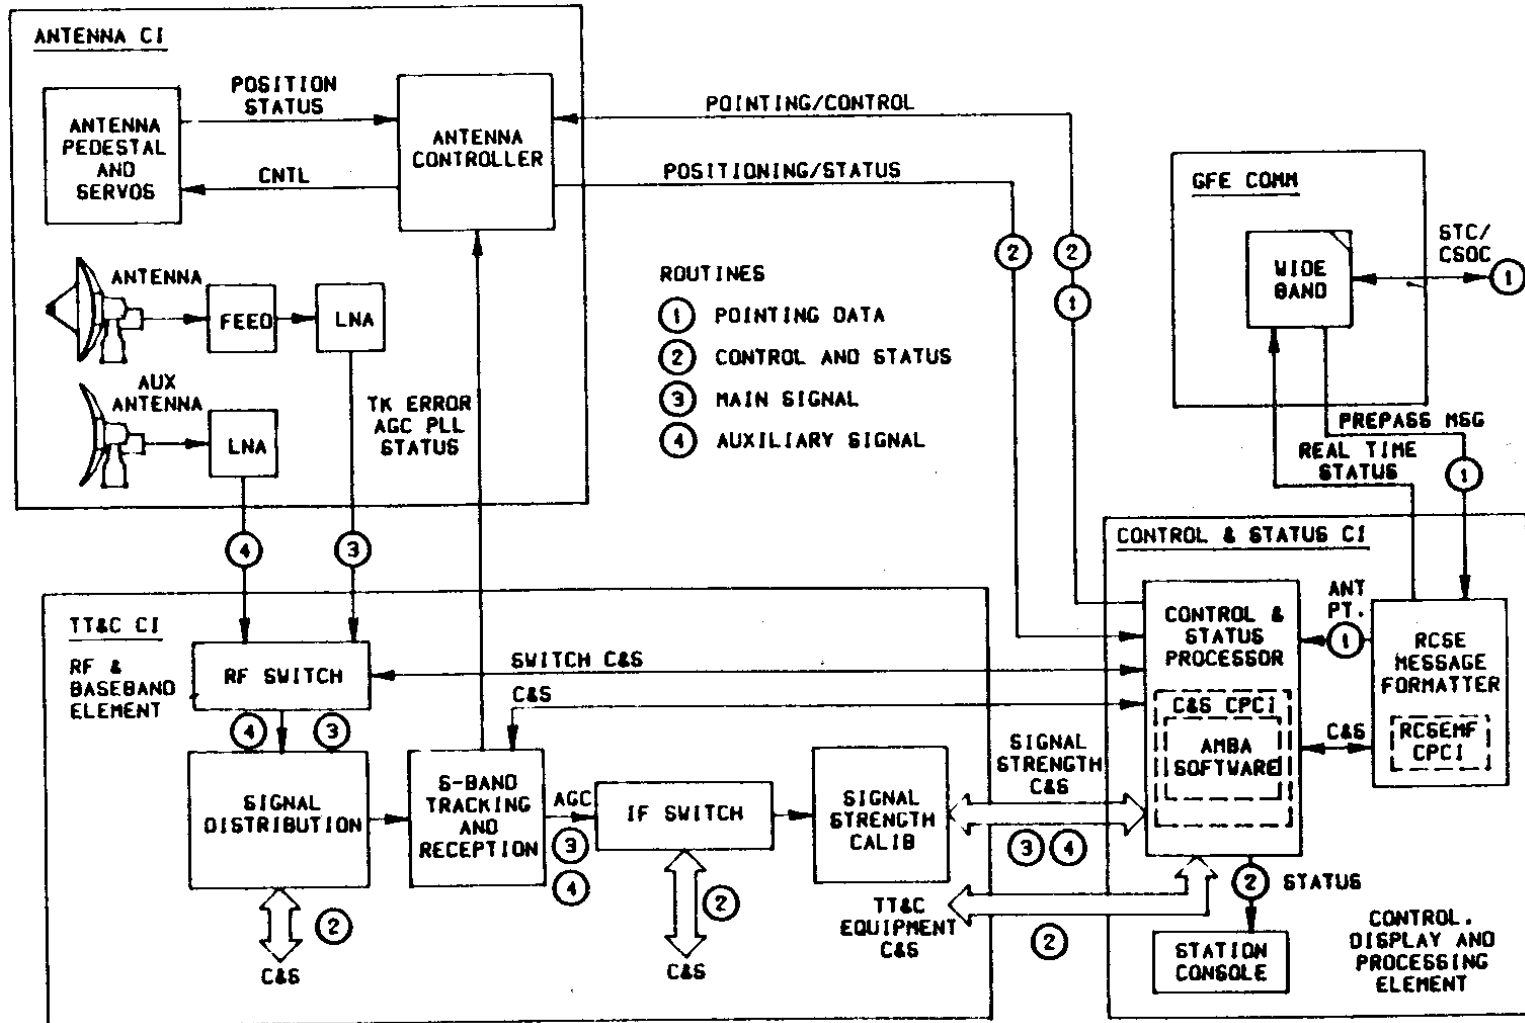 ANTENNA CI
POSITION
STATUS
ANTENNA
PEDESTAL
AND
SERVOS
CNTL
ANTENNA
CONTROLLER
POINTING/CONTROL
POSITIONING/STATUS
ANTENNA
FEED
LNA
AUX
ANTENNA
LNA
TK ERROR
AGC PLL
STATUS
4
3
ROUTINES
1 POINTING DATA
2 CONTROL AND STATUS
3 MAIN SIGNAL
4 AUXILIARY SIGNAL
2
2
1
GFE COMM
WIDE
BAND
STC/
CSOC
1
PREPASS MSG
REAL TIME
STATUS
1
TT&C CI
RF &
BASEBAND
ELEMENT
RF SWITCH
4
3
SWITCH C&S
C&S
SIGNAL
DISTRIBUTION
2
C&S
S-BAND
TRACKING
AND
RECEPTION
AGC
3
4
IF SWITCH
2
C&S
SIGNAL
STRENGTH
CALIB
SIGNAL
STRENGTH
C&S
3 4
TT&C
EQUIPMENT
C&S
2
CONTROL & STATUS CI
CONTROL &
STATUS
PROCESSOR
C&S CPCI
AMBA
SOFTWARE
ANT
PT.
1
RCSE
MESSAGE
FORMATTER
C&S
RCSEMF
CPCI
2 STATUS
STATION
CONSOLE
CONTROL.
DISPLAY AND
PROCESSING
ELEMENT